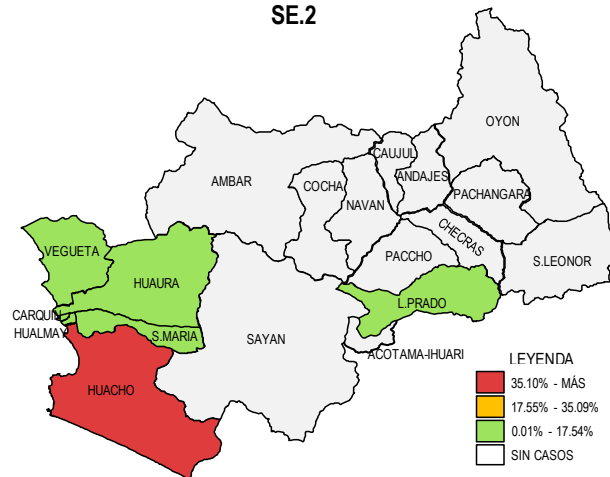 SE.2
OYON
CAUJUL
ANDAJES
AMBAR
COCHA
NAVAN
PACHANGARA
CHECRAS
VEGUETA
HUAURA
PACCHO
S.LEONOR
L.PRADO
CARQUIN
HUALMAY
S.MARIA
SAYAN
ACOTAMA-IHUARI
HUACHO
LEYENDA
35.10% - MÁS
17.55% - 35.09%
0.01% - 17.54%
SIN CASOS